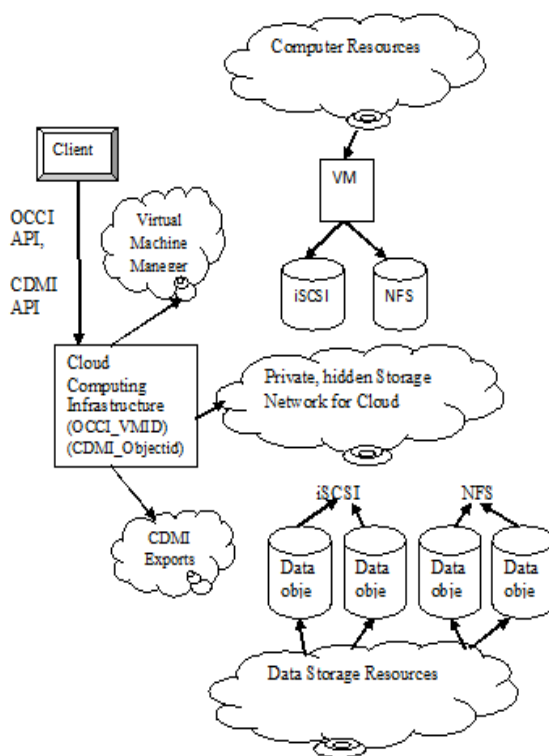 Computer Resources
Client
VM
OCCI
API,
CDMI
API
Virtual
Machine
Maneger
iSCSI
NFS
Cloud
Computing
Infrastructure
(OCCI_VMID)
(CDMI_Objectid)
Private, hidden Storage
Network for Cloud
CDMI
Exports
iSCSI
NFS
Data
obje
Data
obje
Data
obje
Data
obje
Data Storage Resources